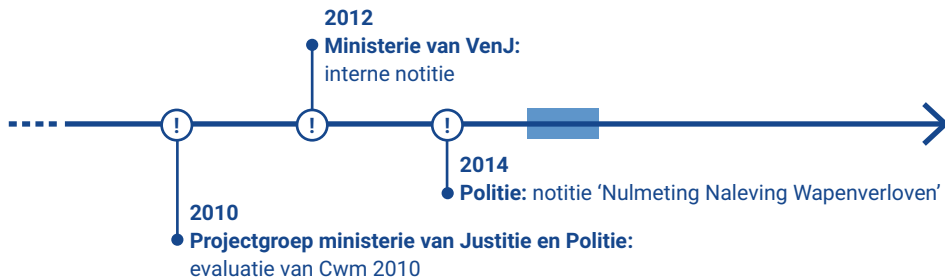 2012
Ministerie van VenJ:
interne notitie
! ! !
2014
Politie: notitie ‘Nulmeting Naleving Wapenverloven’
2010
Projectgroep ministerie van Justitie en Politie:
evaluatie van Cwm 2010